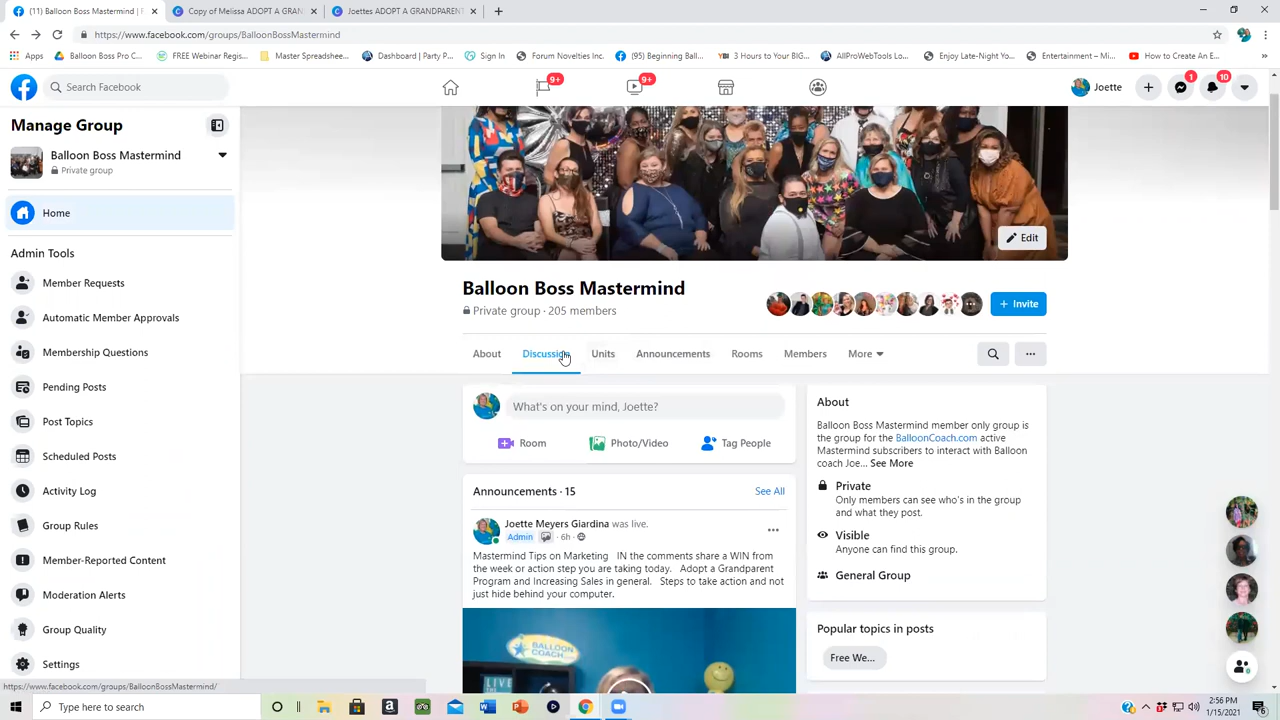 (11) Balloon Boss Mastermind | F
Copy of Melissa ADOPT A GRAN
Joettes ADOPT A GRANDPARENT
https://www.facebook.com/groups/BalloonBossMastermind
Apps
Balloon Boss Pro C...
FREE Webinar Regis...
Master Spreadshee...
Dashboard | Party P...
Sign In
Forum Novelties Inc.
(95) Beginning Ball...
3 Hours to Your BIG...
AllProWebTools Lo...
Enjoy Late-Night Yo...
Entertainment – Mi...
How to Create An E...
Search Facebook
9+
9+
Joette
1
10
Manage Group
Balloon Boss Mastermind
Private group
Home
Admin Tools
Member Requests
Automatic Member Approvals
Membership Questions
Pending Posts
Post Topics
Scheduled Posts
Activity Log
Group Rules
Member-Reported Content
Moderation Alerts
Group Quality
Settings
https://www.facebook.com/groups/BalloonBossMastermind/
Edit
Balloon Boss Mastermind
Private group · 205 members
+ Invite
About
Discussion
Units
Announcements
Rooms
Members
More
What's on your mind, Joette?
Room
Photo/Video
Tag People
Announcements · 15
See All
Joette Meyers Giardina was live.
Admin · 6h ·
Mastermind Tips on Marketing IN the comments share a WIN from
the week or action step you are taking today. Adopt a Grandparent
Program and Increasing Sales in general. Steps to take action and not
just hide behind your computer.
BALLOON
COACH
LIVE
About
Balloon Boss Mastermind member only group is
the group for the BalloonCoach.com active
Mastermind subscribers to interact with Balloon
coach Joe... See More
Private
Only members can see who's in the group
and what they post.
Visible
Anyone can find this group.
General Group
Popular topics in posts
Free We...
Type here to search
2:56 PM
1/15/2021